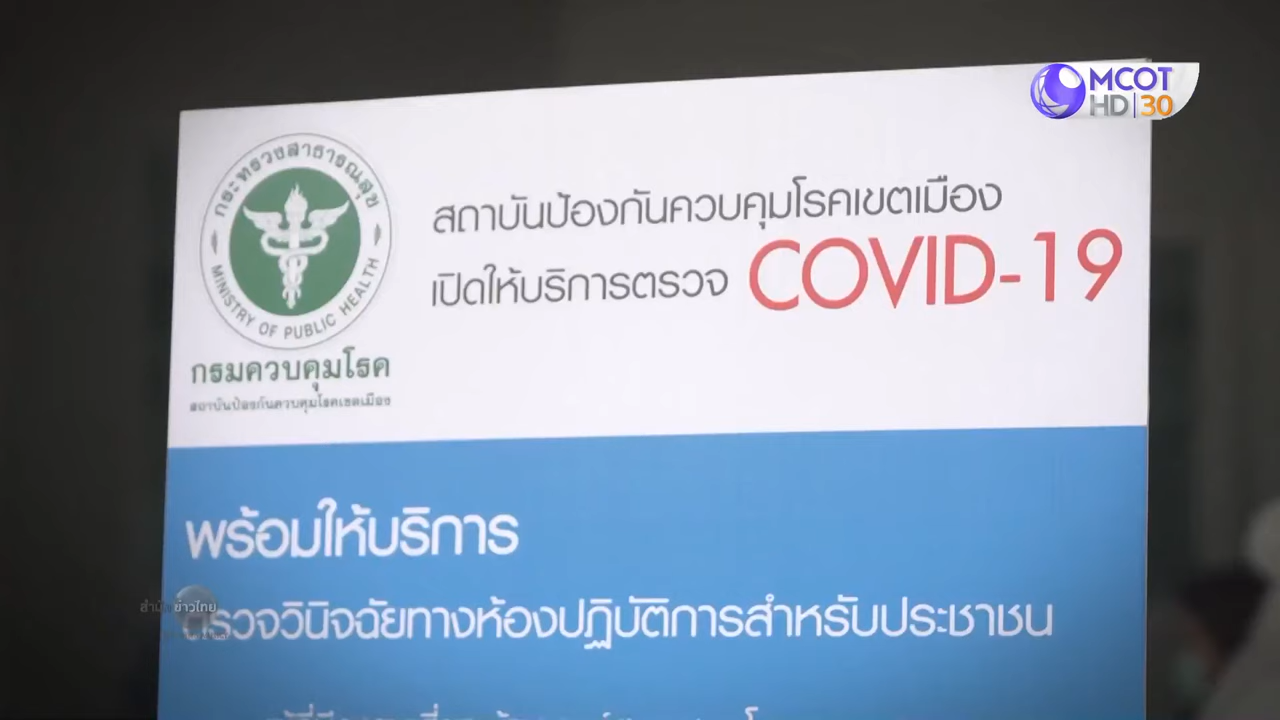 MCOT
HD 30
กระทรวงสาธารณสุข
MINISTRY OF PUBLIC HEALTH
กรมควบคุมโรค
สถาบันป้องกันควบคุมโรคเขตเมือง
สถาบันป้องกันควบคุมโรคเขตเมือง
เปิดให้บริการตรวจ COVID-19
พร้อมให้บริการ
ตรวจวินิจฉัยทางห้องปฏิบัติการสำหรับประชาชน
ข่าวไทย